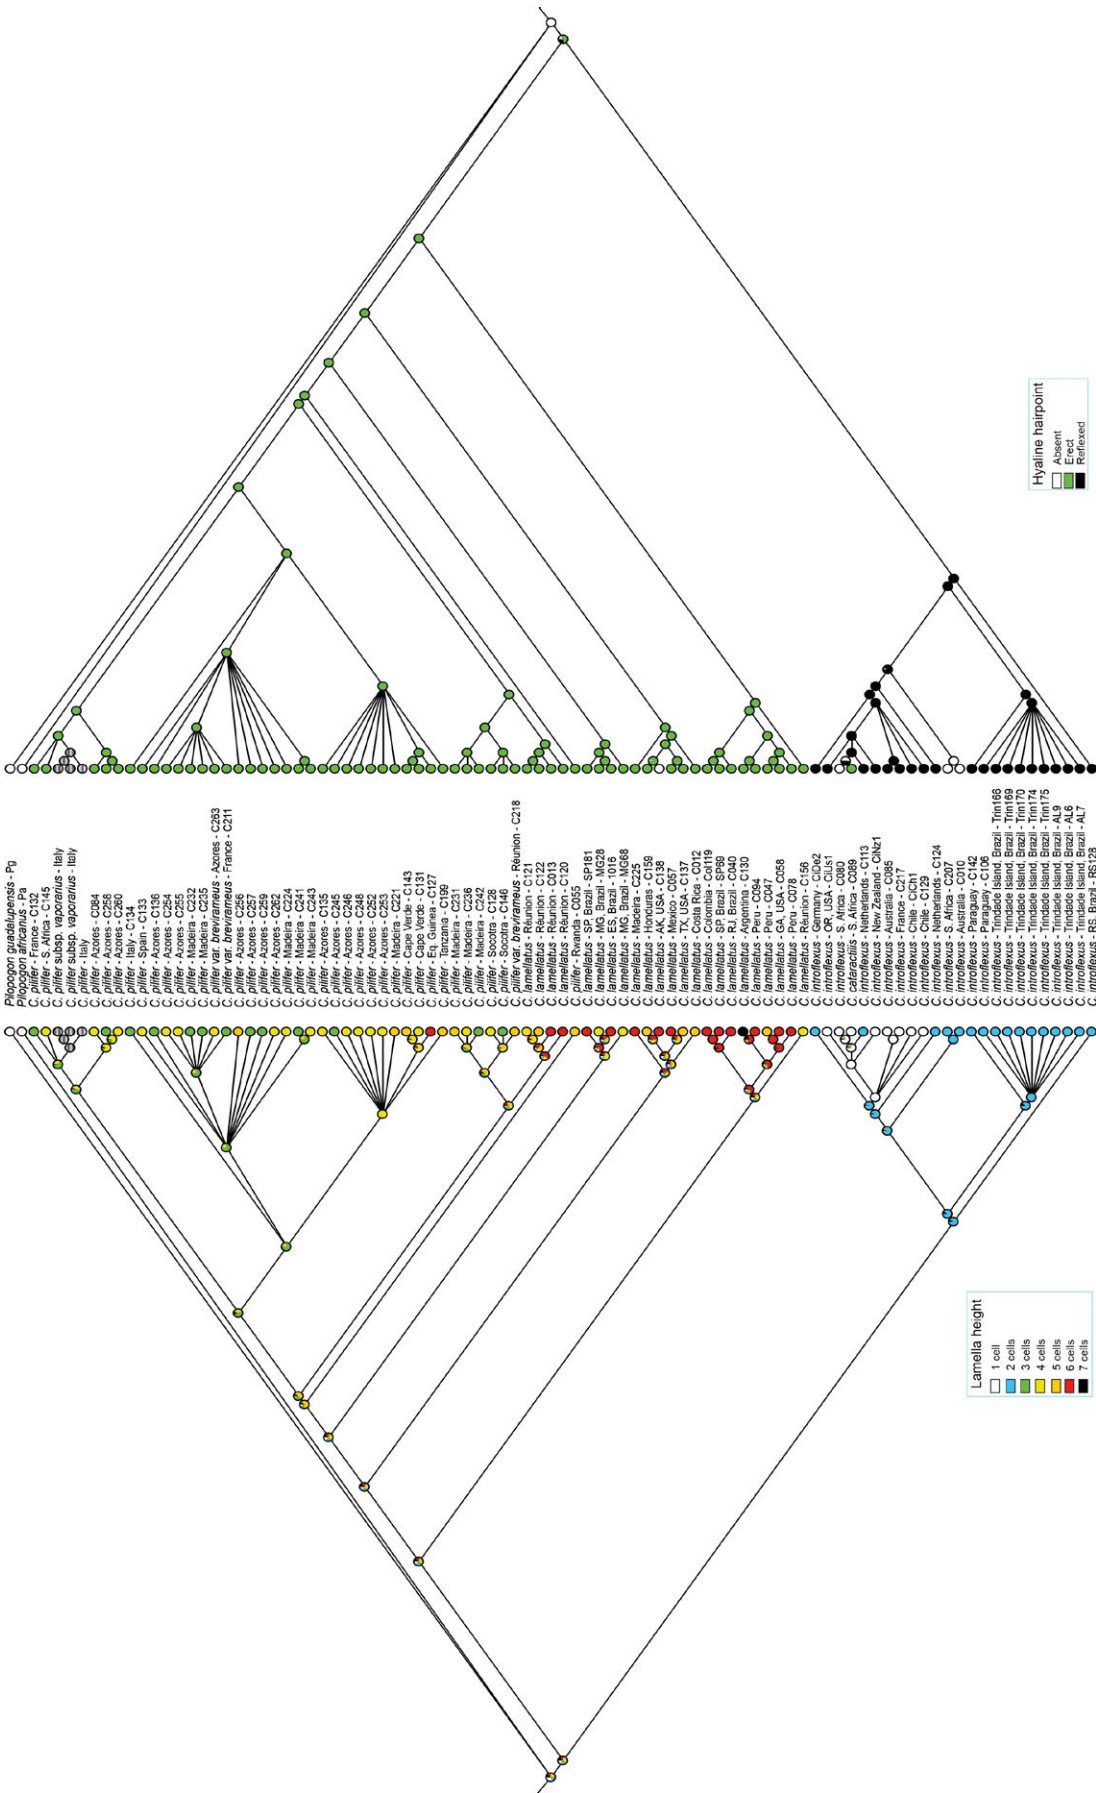 Pilopogon guadalupensis - Pg
Pilopogon africanus - Pa
C. pilifer - France - C132
C. pilifer - S. Africa - C145
C. pilifer subsp. vaporarius - Italy
C. pilifer subsp. vaporarius - Italy
C. pilifer - Italy
C. pilifer - Azores - C084
C. pilifer - Azores - C258
C. pilifer - Azores - C260
C. pilifer - Italy - C134
C. pilifer - Spain - C133
C. pilifer - Azores - C136
C. pilifer - Azores - C254
C. pilifer - Azores - C255
C. pilifer - Madeira - C232
C. pilifer - Madeira - C235
C. pilifer var. brevirameus - Azores - C263
C. pilifer var. brevirameus - France - C211
C. pilifer - Azores - C256
C. pilifer - Azores - C257
C. pilifer - Azores - C259
C. pilifer - Azores - C262
C. pilifer - Madeira - C224
C. pilifer - Madeira - C241
C. pilifer - Madeira - C243
C. pilifer - Azores - C135
C. pilifer - Azores - C245
C. pilifer - Azores - C246
C. pilifer - Azores - C248
C. pilifer - Azores - C252
C. pilifer - Azores - C253
C. pilifer - Madeira - C221
C. pilifer - Cape Verde - C143
C. pilifer - Cape Verde - C131
C. pilifer - Eq. Guinea - C127
C. pilifer - Tanzania - C199
C. pilifer - Madeira - C231
C. pilifer - Madeira - C236
C. pilifer - Madeira - C242
C. pilifer - Socotra - C126
C. pilifer - Socotra - C140
C. pilifer var. brevirameus - Réunion - C218
C. lamellatus - Réunion - C121
C. lamellatus - Réunion - C122
C. lamellatus - Réunion - C013
C. lamellatus - Réunion - C120
C. pilifer - Rwanda - C055
C. lamellatus - SP, Brazil - SP181
C. lamellatus - MG, Brazil - MG28
C. lamellatus - ES, Brazil - 1016
C. lamellatus - MG, Brazil - MG68
C. lamellatus - Madeira - C225
C. lamellatus - Honduras - C159
C. lamellatus - USA - C138
C. lamellatus - Mexico - C057
C. lamellatus - TX, USA - C137
C. lamellatus - Costa Rica - C012
C. lamellatus - Colombia - Col119
C. lamellatus - SP, Brazil - SP69
C. lamellatus - RJ, Brazil - C040
C. lamellatus - Argentina - C130
C. lamellatus - Peru - C094
C. lamellatus - Peru - C047
C. lamellatus - GA, USA - C058
C. lamellatus - Peru - C078
C. lamellatus - Réunion - C156
C. introflexus - Germany - CiDe2
C. introflexus - OR, USA - CiUs1
C. introflexus - S. Africa - C080
C. catractilis - S. Africa - C089
C. introflexus - Netherlands - C113
C. introflexus - New Zealand - CiNz1
C. introflexus - Australia - C085
C. introflexus - France - C217
C. introflexus - Chile - Ch1
C. introflexus - Chile - C129
C. introflexus - Netherlands - C124
C. introflexus - S. Africa - C207
C. introflexus - Australia - C010
C. introflexus - Paraguay - C142
C. introflexus - Paraguay - C106
C. introflexus - Trindade Island, Brazil - Trin168
C. introflexus - Trindade Island, Brazil - Trin169
C. introflexus - Trindade Island, Brazil - Trin170
C. introflexus - Trindade Island, Brazil - Trin174
C. introflexus - Trindade Island, Brazil - Trin175
C. introflexus - Trindade Island, Brazil - AL9
C. introflexus - Trindade Island, Brazil - AL6
C. introflexus - Trindade Island, Brazil - AL7
C. introflexus - RS, Brazil - RS128
Lamella height
1 cell
2 cells
3 cells
4 cells
5 cells
6 cells
7 cells
Hyaline hairpoint
Absent
Erect
Reflexed